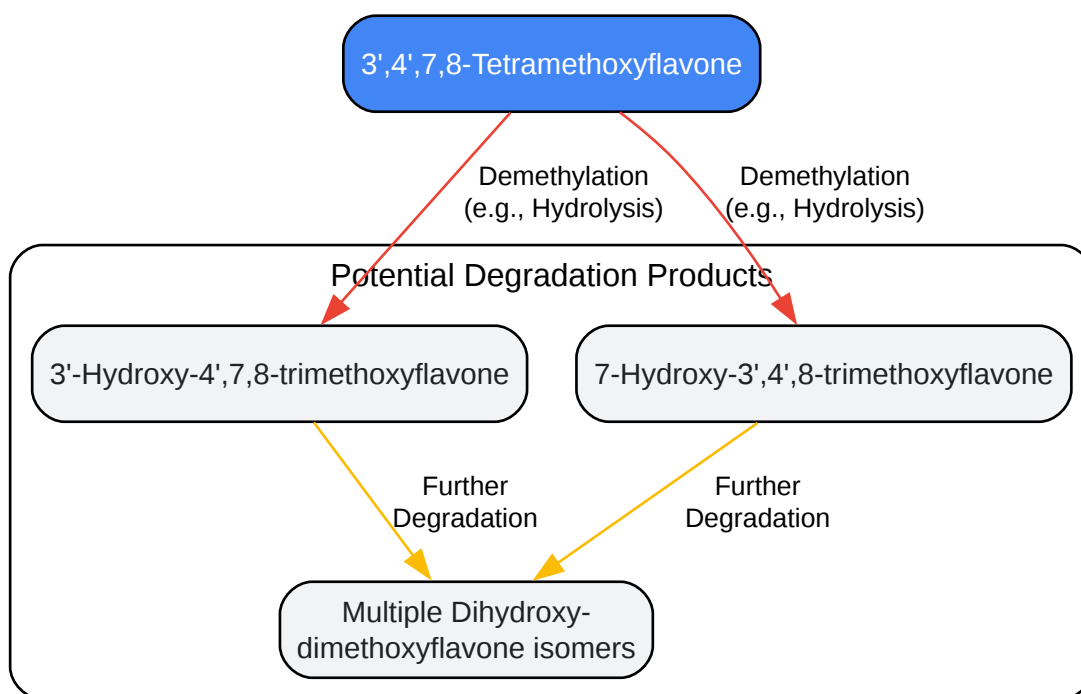 3',4',7,8-Tetramethoxyflavone
Demethylation
(e.g., Hydrolysis)
Demethylation
(e.g., Hydrolysis)
Potential Degradation Products
3'-Hydroxy-4',7,8-trimethoxyflavone
7-Hydroxy-3',4',8-trimethoxyflavone
Further
Degradation
Further
Degradation
Multiple Dihydroxy-
dimethoxyflavone isomers